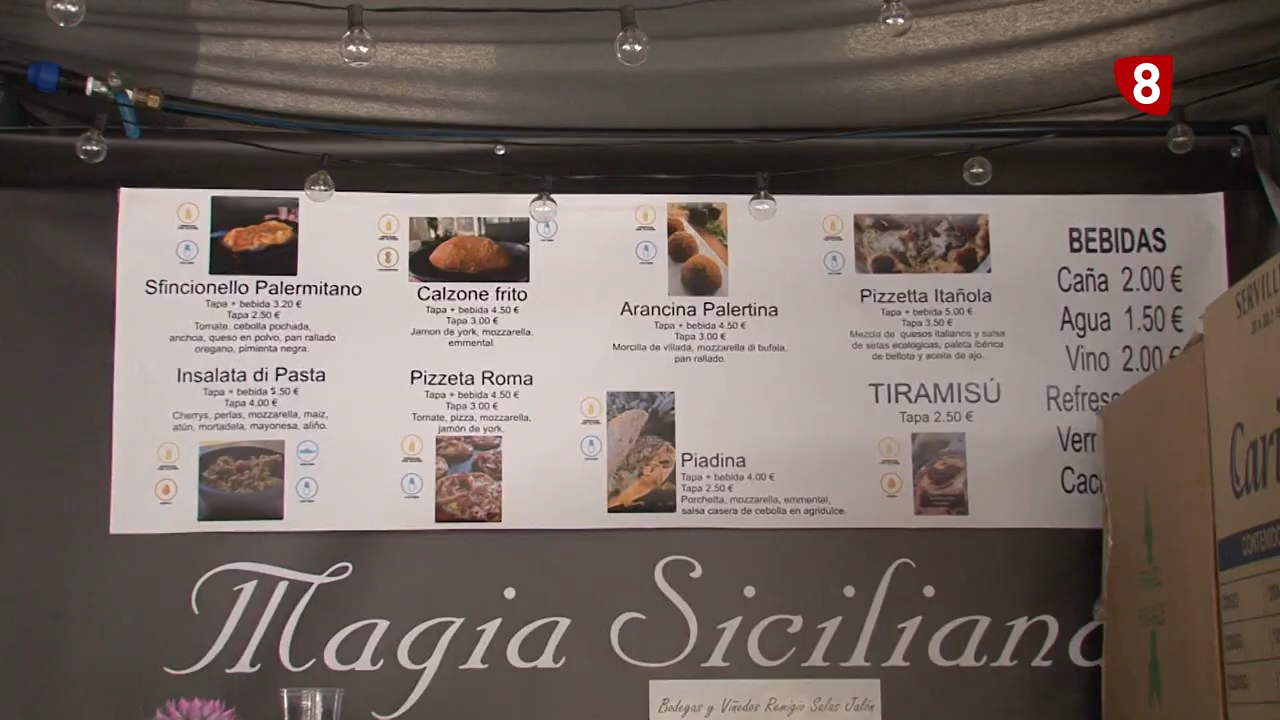 8
Sfincionello Palermitano
Tapa + bebida 3.20 €
Tapa 2.50 €
Tomate, cebolla pochada,
anchoa, queso en polvo, pan rallado
oregano, pimienta negra.
Calzone frito
Tapa + bebida 4.50 €
Tapa 3.00 €
Jamon de york, mozzarella,
emmental.
Arancina Palertina
Tapa + bebida 4.50 €
Tapa 3.00 €
Morcilla de villada, mozzarella di bufala,
pan rallado.
Pizzetta Itañola
Tapa + bebida 5.00 €
Tapa 3.50 €
Mezcla de quesos italianos y salsa
de setas ecologicas, paleta ibérica
de bellota y aceite de ajo.
Insalata di Pasta
Tapa + bebida 5.50 €
Tapa 4.00 €
Cherrys, perlas, mozzarella, maiz,
atún, mortadela, mayonesa, aliño.
Pizzeta Roma
Tapa + bebida 4.50 €
Tapa 3.00 €
Tomate, pizza, mozzarella,
jamón de york.
Piadina
Tapa + bebida 4.00 €
Tapa 2.50 €
Porchetta, mozzarella, emmental,
salsa casera de cebolla en agridulce.
TIRAMISÚ
Tapa 2.50 €
BEBIDAS
Caña 2.00 €
Agua 1.50 €
Vino 2.00 €
Refresc
Verr
Cac
SERVILL
Car
CONTENIDO
Magia Siciliana
Bodegas y Viñedos Remigio Salas Jalón